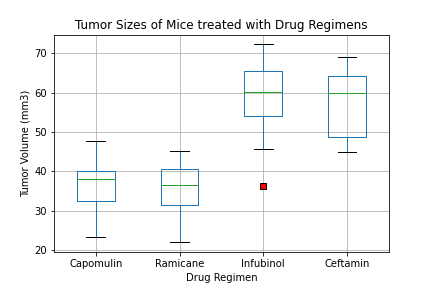 Tumor Sizes of Mice treated with Drug Regimens
Tumor Volume (mm3)
70
60
50
40
30
20
Capomulin Ramicane Infubinol Ceftamin
Drug Regimen